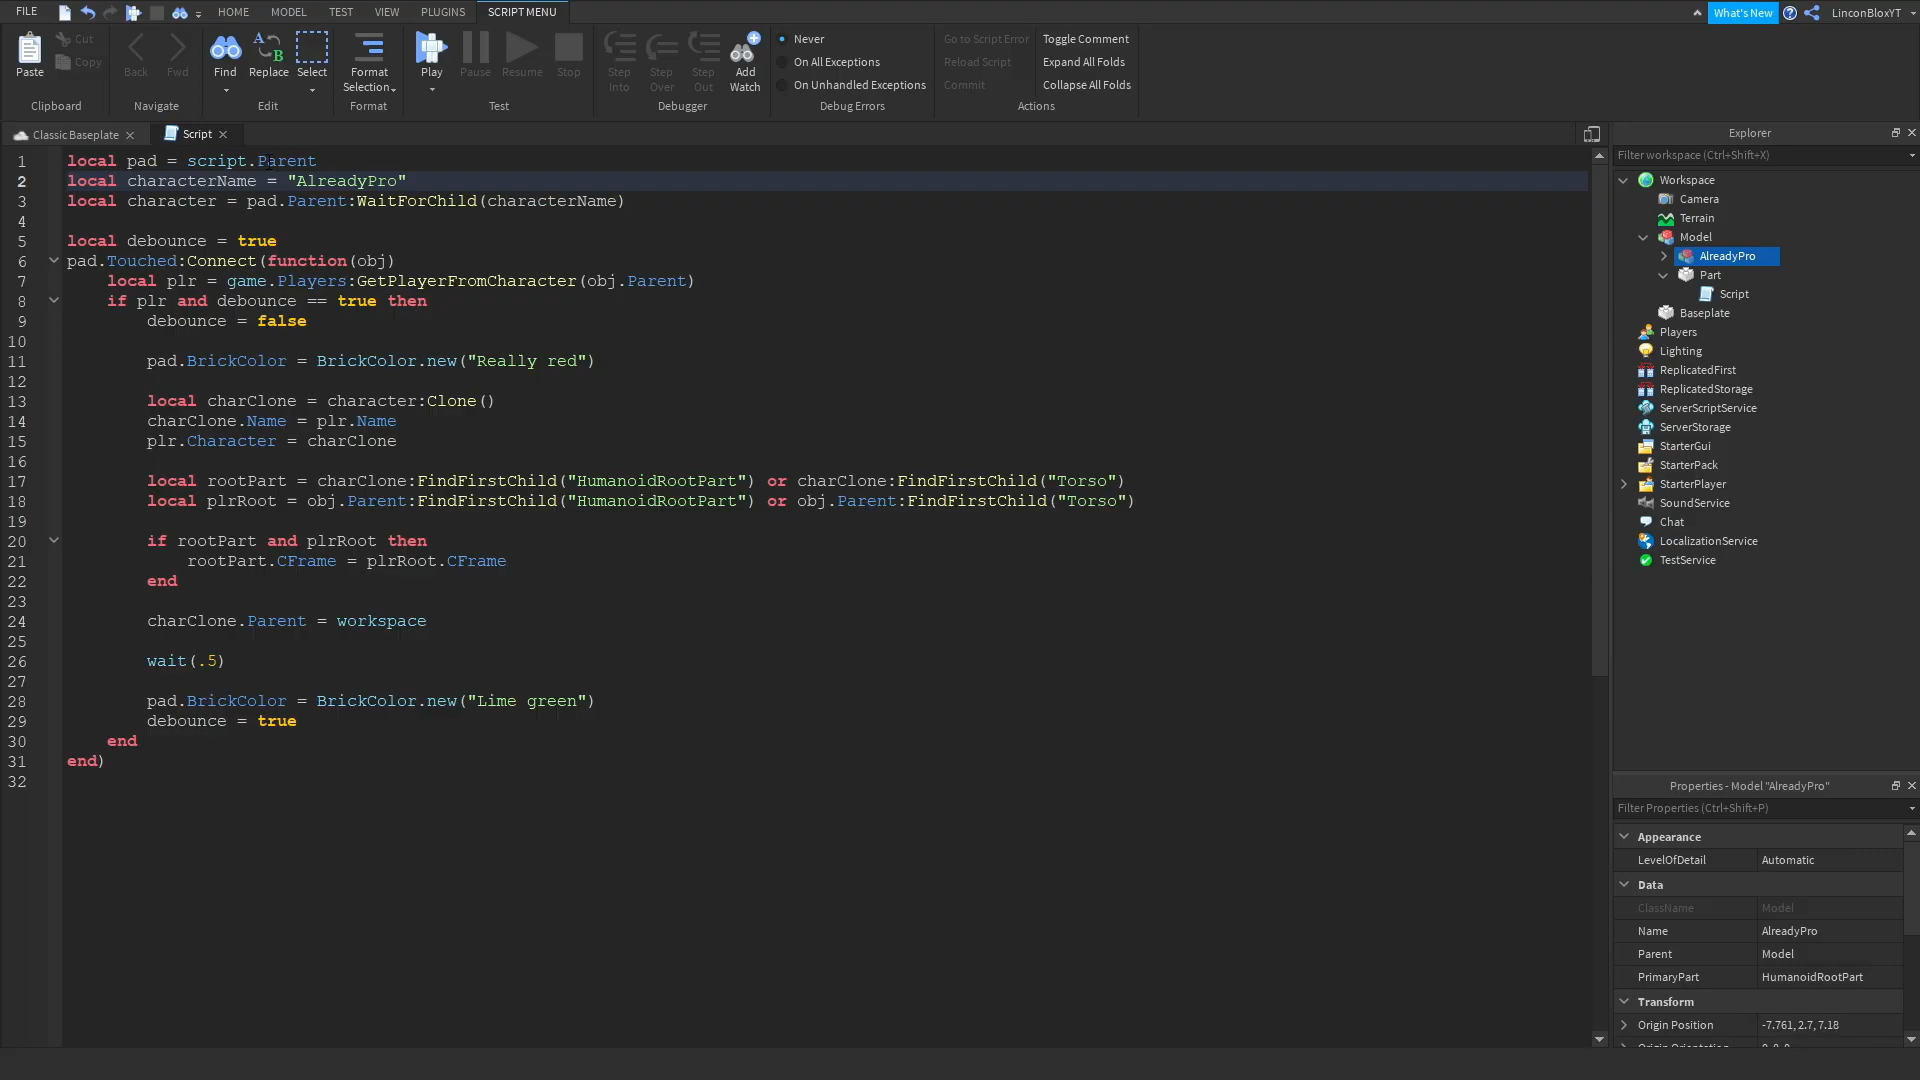 FILE HOME MODEL TEST VIEW PLUGINS SCRIPT MENU What's New LinconBloxYT
Paste Cut Copy Clipboard
Back Fwd Navigate
Find Replace Select Edit
Format Selection Format
Play Pause Resume Stop Test
Step Into Step Over Step Out Add Watch Debugger
Never
On All Exceptions
On Unhandled Exceptions
Debug Errors
Go to Script Error Toggle Comment
Reload Script Expand All Folds
Commit Collapse All Folds
Actions
Classic Baseplate Script
1 local pad = script.Parent
2 local characterName = "AlreadyPro"
3 local character = pad.Parent:WaitForChild(characterName)
4
5 local debounce = true
6 pad.Touched:Connect(function(obj)
7 local plr = game.Players:GetPlayerFromCharacter(obj.Parent)
8 if plr and debounce == true then
9 debounce = false
10
11 pad.BrickColor = BrickColor.new("Really red")
12
13 local charClone = character:Clone()
14 charClone.Name = plr.Name
15 plr.Character = charClone
16
17 local rootPart = charClone:FindFirstChild("HumanoidRootPart") or charClone:FindFirstChild("Torso")
18 local plrRoot = obj.Parent:FindFirstChild("HumanoidRootPart") or obj.Parent:FindFirstChild("Torso")
19
20 if rootPart and plrRoot then
21 rootPart.CFrame = plrRoot.CFrame
22 end
23
24 charClone.Parent = workspace
25
26 wait(.5)
27
28 pad.BrickColor = BrickColor.new("Lime green")
29 debounce = true
30 end
31 end)
32
Explorer
Filter workspace (Ctrl+Shift+X)
Workspace
Camera
Terrain
Model
AlreadyPro
Part
Script
Baseplate
Players
Lighting
ReplicatedFirst
ReplicatedStorage
ServerScriptService
ServerStorage
StarterGui
StarterPack
StarterPlayer
SoundService
Chat
LocalizationService
TestService
Properties - Model "AlreadyPro"
Filter Properties (Ctrl+Shift+P)
Appearance
LevelOfDetail Automatic
Data
ClassName Model
Name AlreadyPro
Parent Model
PrimaryPart HumanoidRootPart
Transform
Origin Position -7.761, 2.7, 7.18